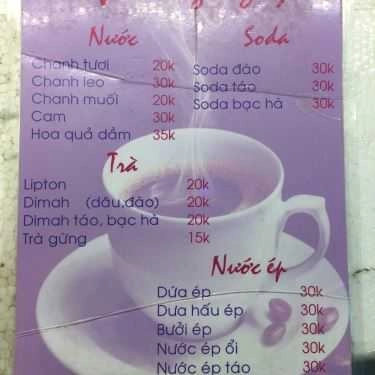 Nước
Chanh tươi 20k
Chanh leo 30k
Chanh muối 20k
Cam 30k
Hoa quả dầm 35k
Soda
Soda đào 30k
Soda táo 30k
Soda bạc hà 30k
Trà
Lipton 20k
Dimah (dâu,đào) 20k
Dimah táo, bạc hà 20k
Trà gừng 15k
Nước ép
Dứa ép 30k
Dưa hấu ép 30k
Bưởi ép 30k
Nước ép ổi 30k
Nước ép táo 30k